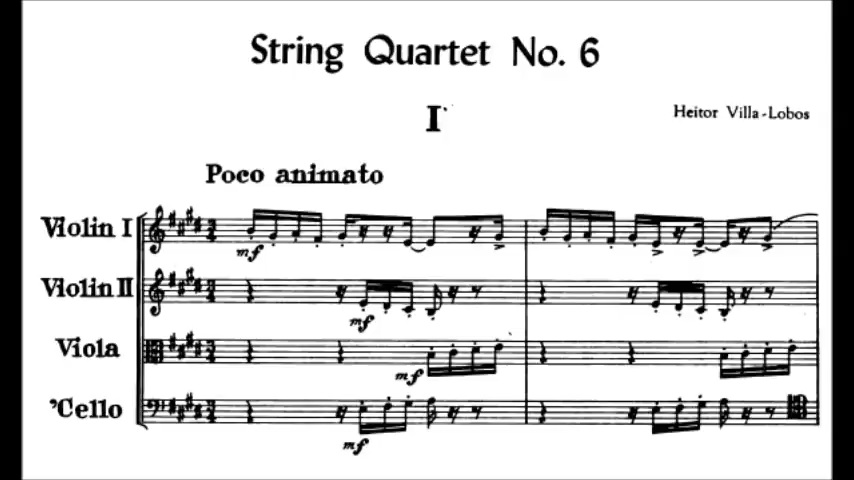 String Quartet No. 6
I
Heitor Villa-Lobos
Poco animato
Violin I
mf
Violin II
mf
Viola
mf
'Cello
mf